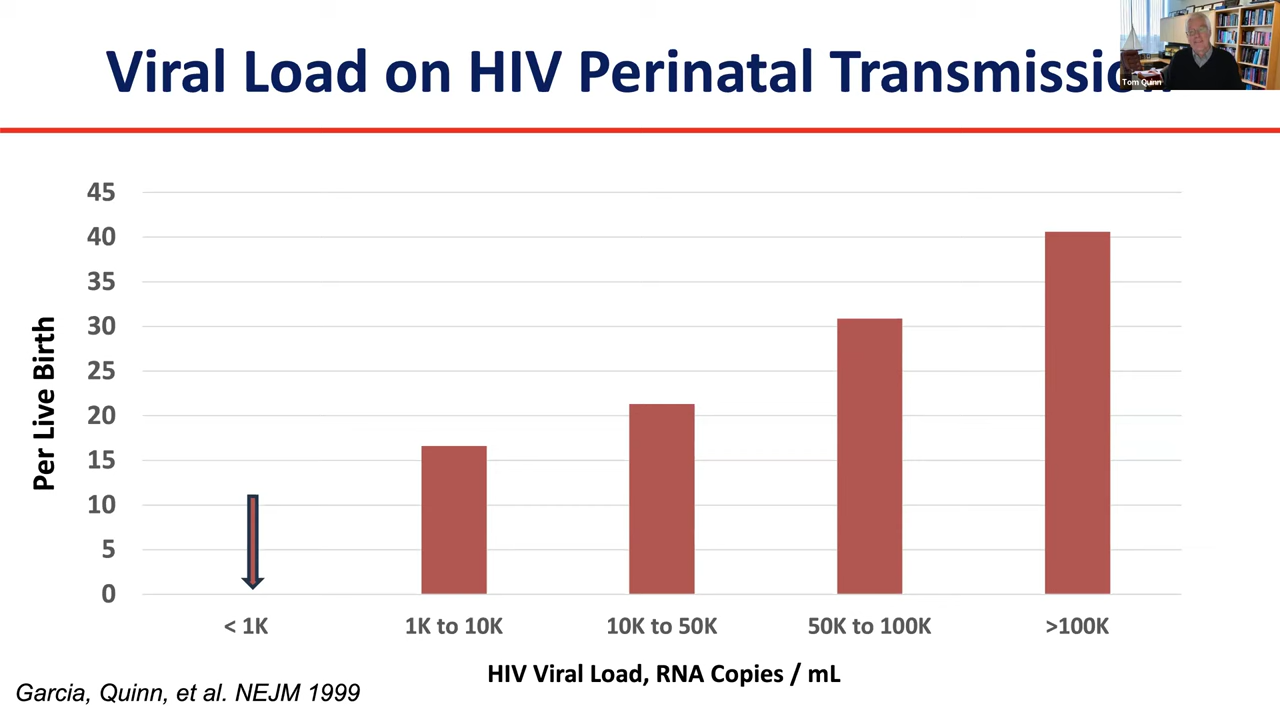 Viral Load on HIV Perinatal Transmission
Tom Quinn
45
40
35
30
25
20
15
10
5
0
Per Live Birth
< 1K
1K to 10K
10K to 50K
50K to 100K
>100K
HIV Viral Load, RNA Copies / mL
Garcia, Quinn, et al. NEJM 1999